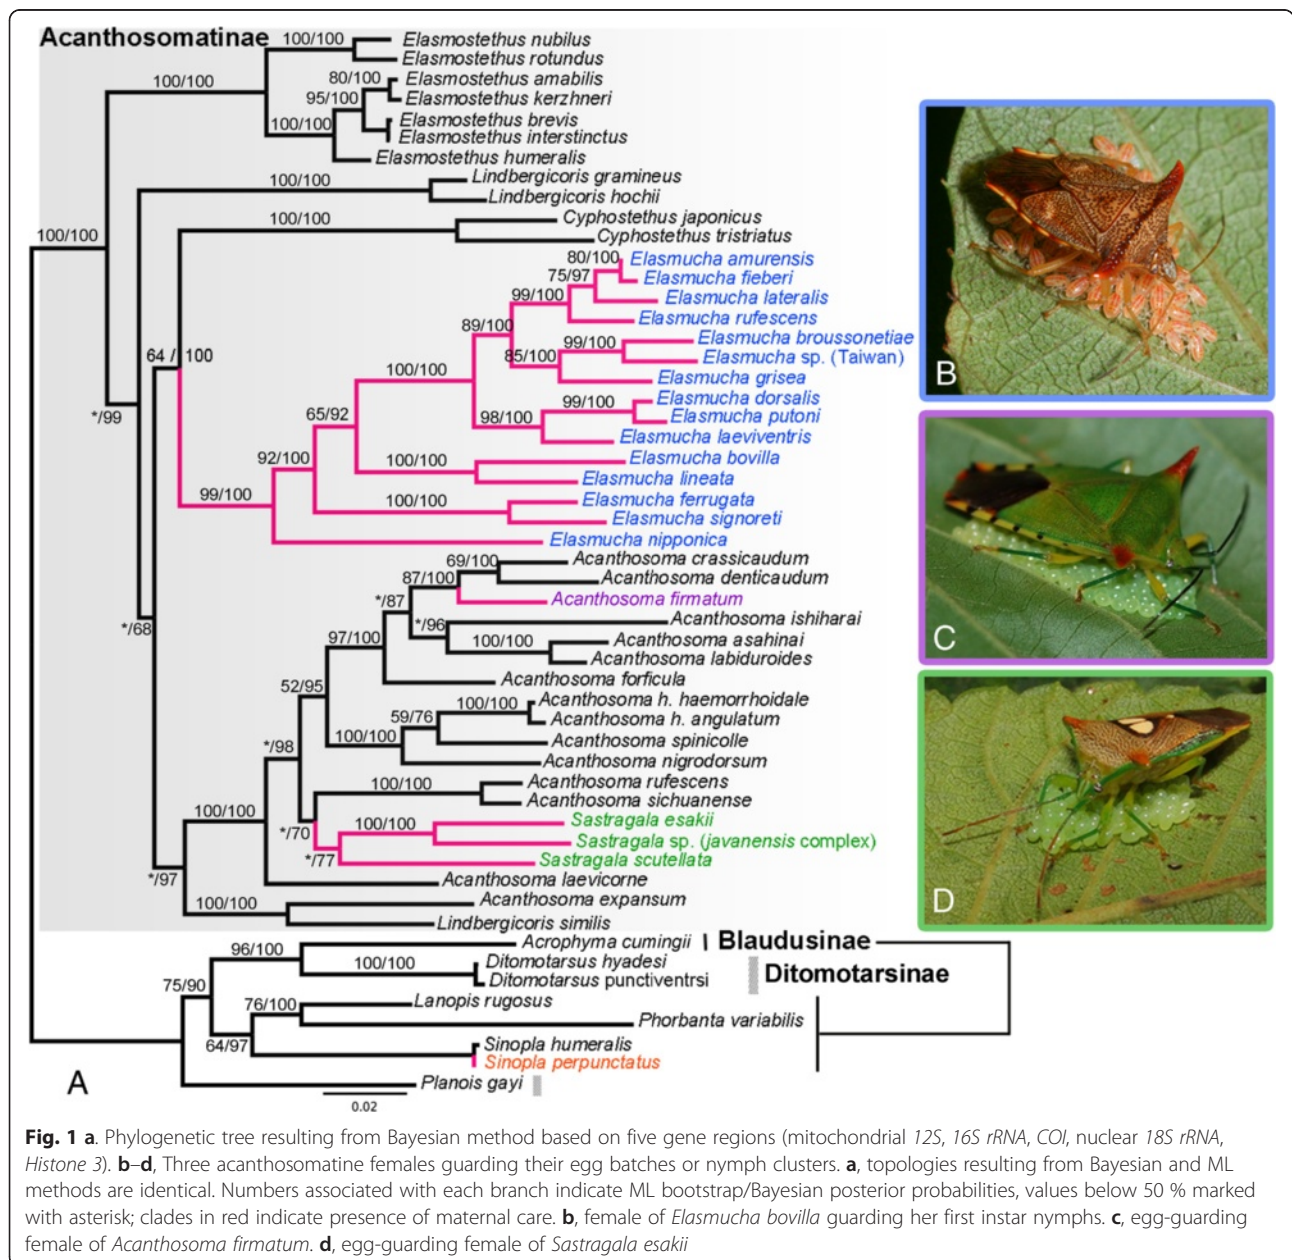 Acanthosomatinae
100/100
Elasmostethus nubilus
Elasmostethus rotundus
100/100
80/100
Elasmostethus amabilis
95/100
Elasmostethus kerzhneri
Elasmostethus brevis
100/100
Elasmostethus interstinctus
Elasmostethus humeralis
100/100
Lindbergicoris gramineus
Lindbergicoris hochii
100/100
Cyphostethus japonicus
100/100
Cyphostethus tristriatus
80/100
Elasmucha amurensis
75/97
Elasmucha fieberi
99/100
Elasmucha lateralis
89/100
Elasmucha rufescens
99/100
Elasmucha broussonetiae
64 / 100
85/100
Elasmucha sp. (Taiwan)
100/100
Elasmucha grisea
B
99/100
Elasmucha dorsalis
*/99
65/92
98/100
Elasmucha putoni
Elasmucha laeviventris
92/100
100/100
Elasmucha bovilla
Elasmucha lineata
99/100
100/100
Elasmucha ferrugata
Elasmucha signoreti
Elasmucha nipponica
69/100
Acanthosoma crassicaudum
87/100
Acanthosoma denticaudum
*/87
Acanthosoma firmatum
*/68
*/96
Acanthosoma ishiharai
97/100
100/100
Acanthosoma asahinai
C
Acanthosoma labiduroides
52/95
Acanthosoma forficula
100/100
Acanthosoma h. haemorrhoidale
59/76
Acanthosoma h. angulatum
*/98
100/100
Acanthosoma spinicolle
Acanthosoma nigrodorsum
100/100
Acanthosoma rufescens
Acanthosoma sichuanense
100/100
*/70
100/100
Sastragala esakii
Sastragala sp. (javanensis complex)
*/77
Sastragala scutellata
*/97
Acanthosoma laevicorne
100/100
Acanthosoma expansum
D
Lindbergicoris similis
96/100
Acrophyma cumingii
Blaudusinae
100/100
Ditomotarsus hyadesi
Ditomotarsus punctiventrsi
Ditomotarsinae
75/90
76/100
Lanopis rugosus
Phorbanta variabilis
64/97
Sinopla humeralis
Sinopla perpunctatus
A
Planois gayi
0.02
Fig. 1 a. Phylogenetic tree resulting from Bayesian method based on five gene regions (mitochondrial 12S, 16S rRNA, COI, nuclear 18S rRNA,
Histone 3). b–d, Three acanthosomatine females guarding their egg batches or nymph clusters. a, topologies resulting from Bayesian and ML
methods are identical. Numbers associated with each branch indicate ML bootstrap/Bayesian posterior probabilities, values below 50 % marked
with asterisk; clades in red indicate presence of maternal care. b, female of Elasmucha bovilla guarding her first instar nymphs. c, egg-guarding
female of Acanthosoma firmatum. d, egg-guarding female of Sastragala esakii